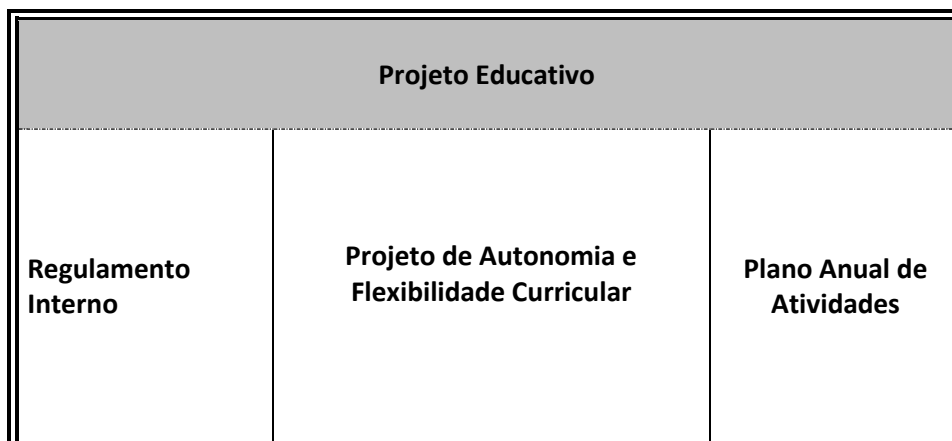 Projeto Educativo
Regulamento
Interno
Projeto de Autonomia e
Flexibilidade Curricular
Plano Anual de
Atividades